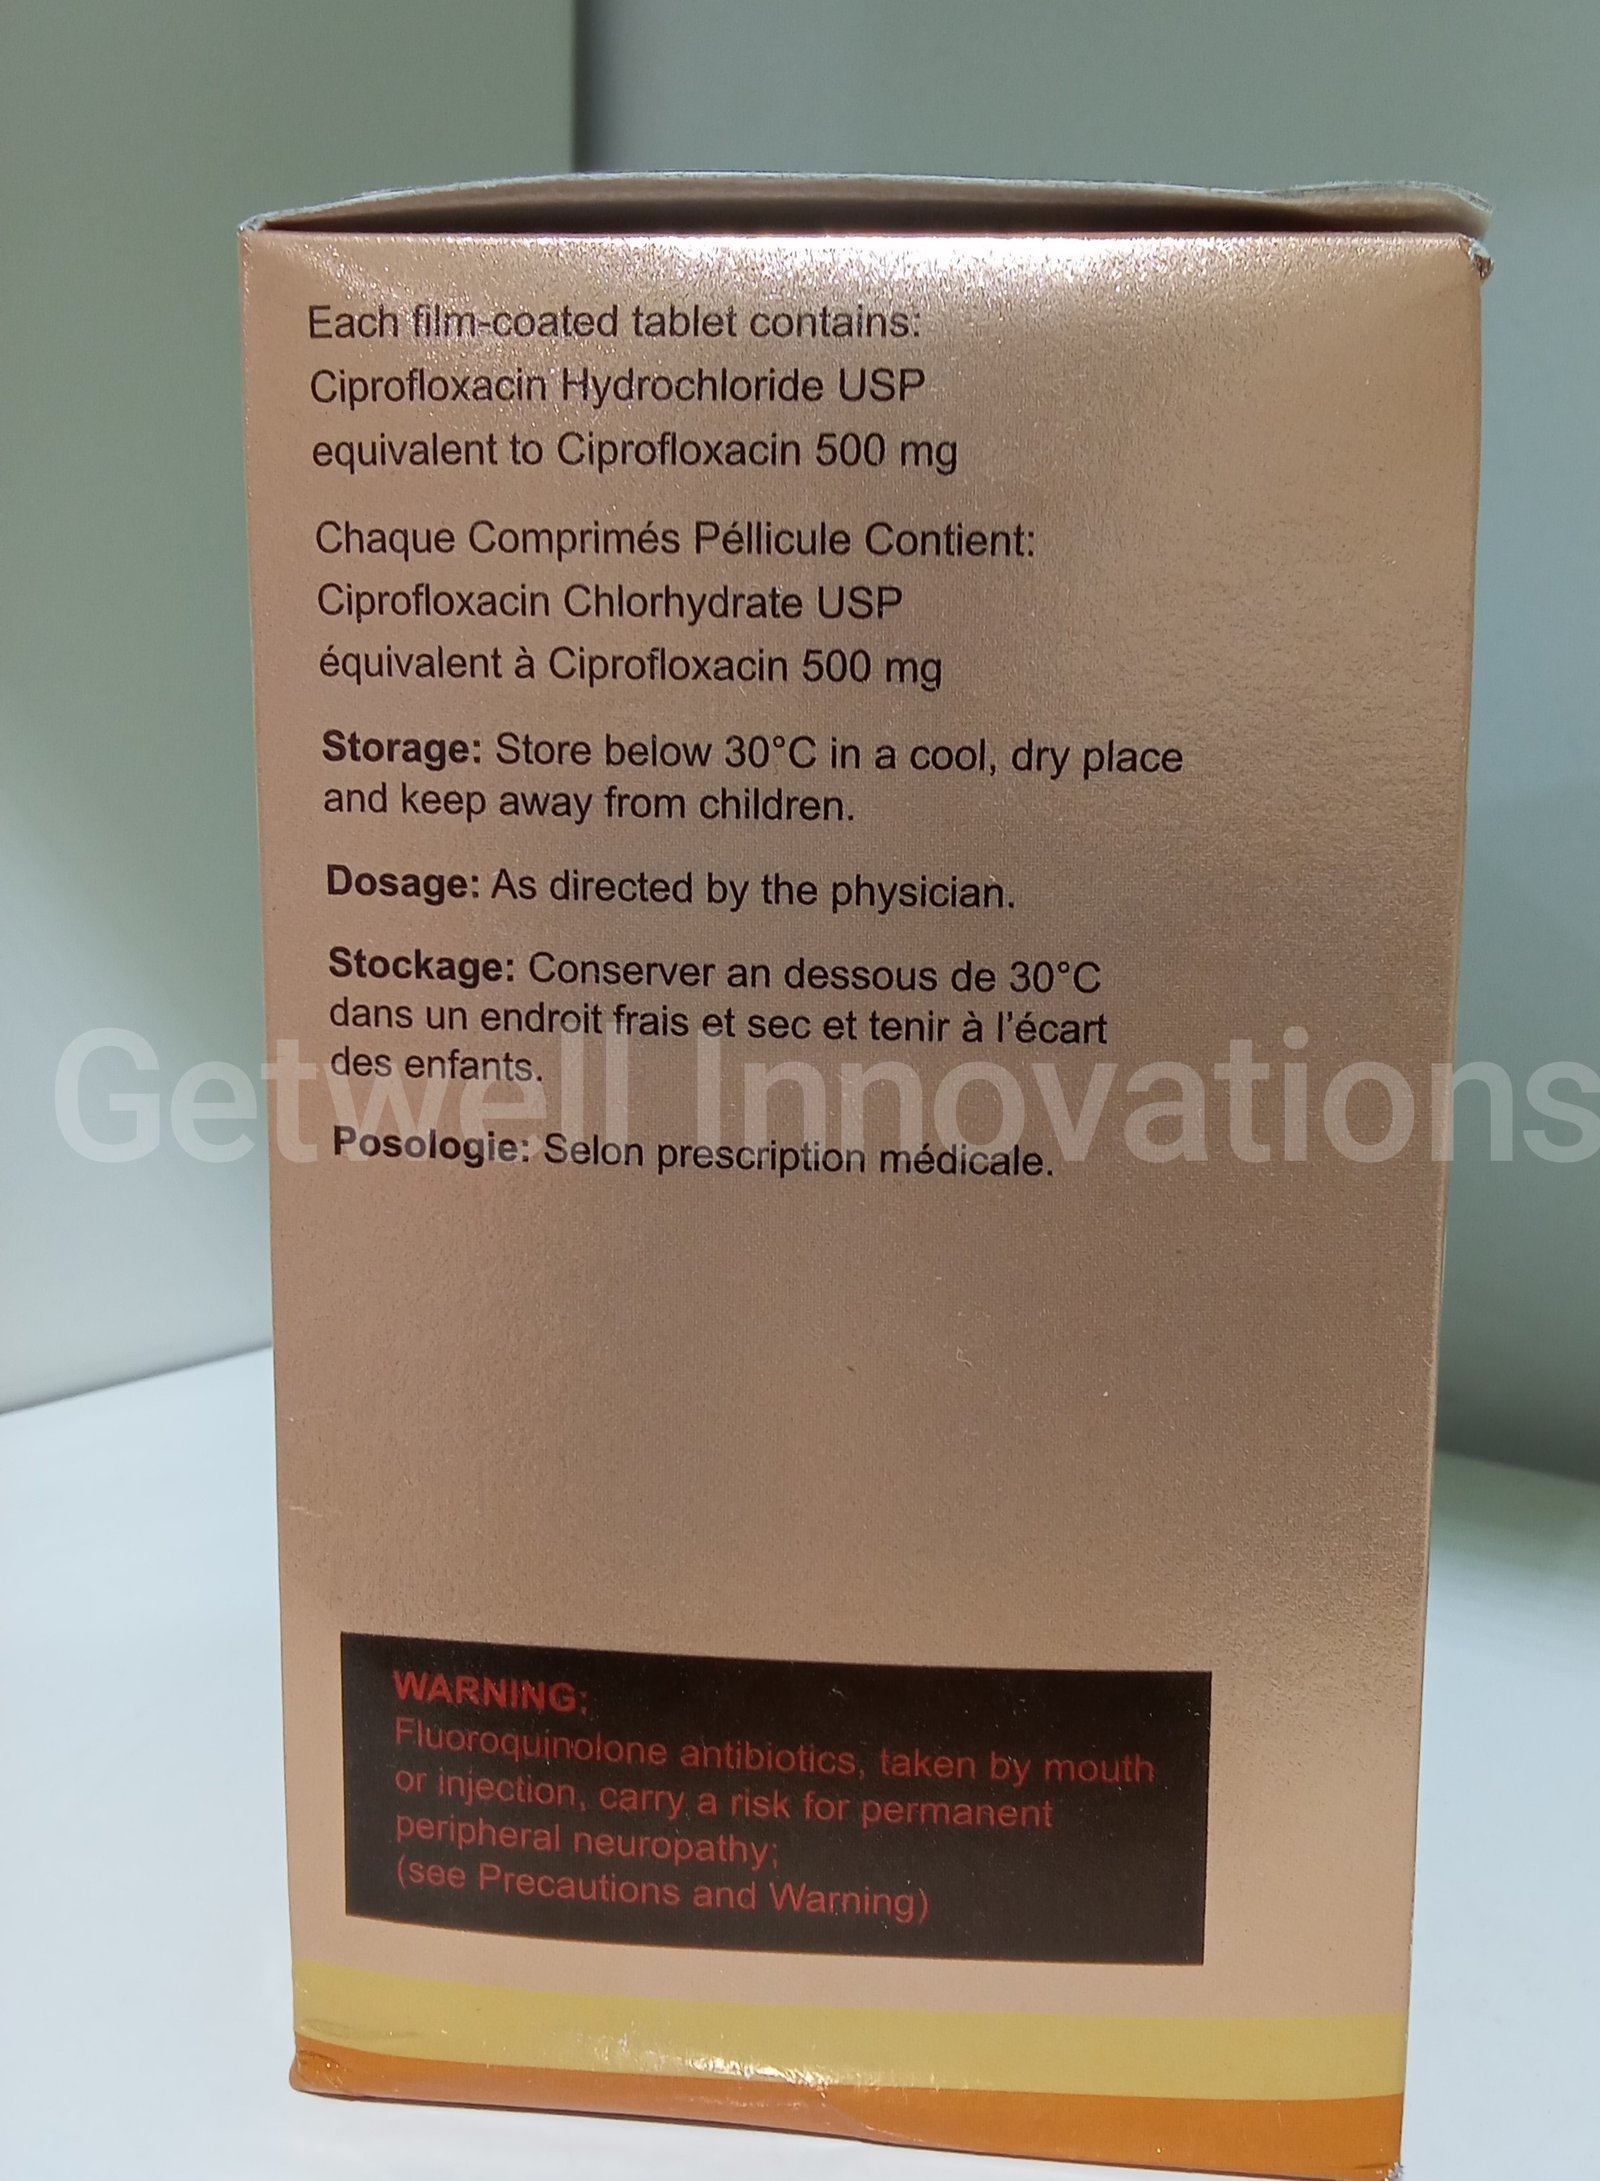 Each film-coated tablet contains:
Ciprofloxacin Hydrochloride USP
equivalent to Ciprofloxacin 500 mg
Chaque Comprimés Péllicule Contient:
Ciprofloxacin Chlorhydrate USP
équivalent à Ciprofloxacin 500 mg
Storage: Store below 30°C in a cool, dry place
and keep away from children.
Dosage: As directed by the physician.
Stockage: Conserver an dessous de 30°C
dans un endroit frais et sec et tenir à l'écart
des enfants.
Getwell Innovations
Posologie: Selon prescription médicale.
WARNING:
Fluoroquinolone antibiotics, taken by mouth
or injection, carry a risk for permanent
peripheral neuropathy;
(see Precautions and Warning)